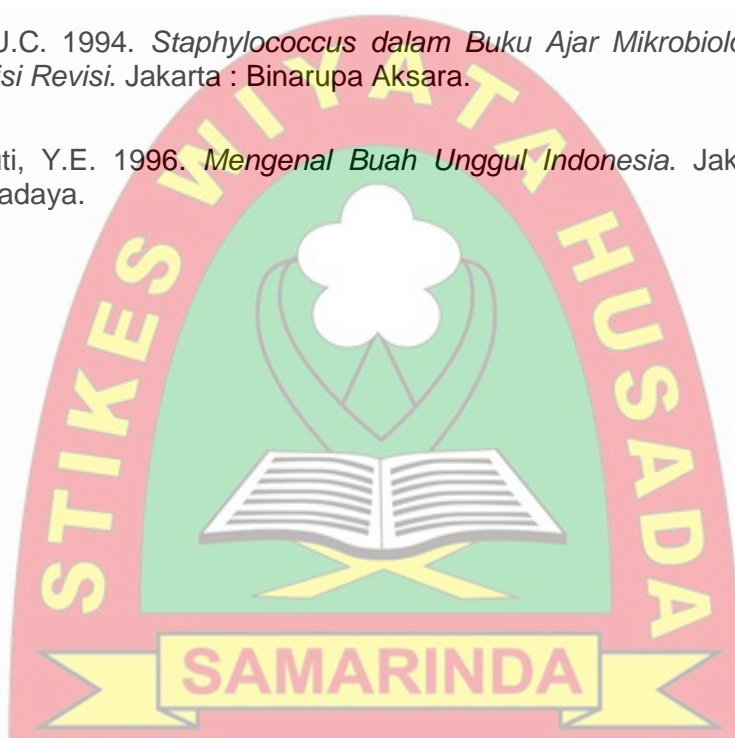 J.C. 1994. Staphylococcus dalam Buku Ajar Mikrobiolo
isi Revisi. Jakarta : Binarupa Aksara.
uti, Y.E. 1996. Mengenal Buah Unggul Indonesia. Jak
adaya.
STIKES WIYATA HUSADA
SAMARINDA